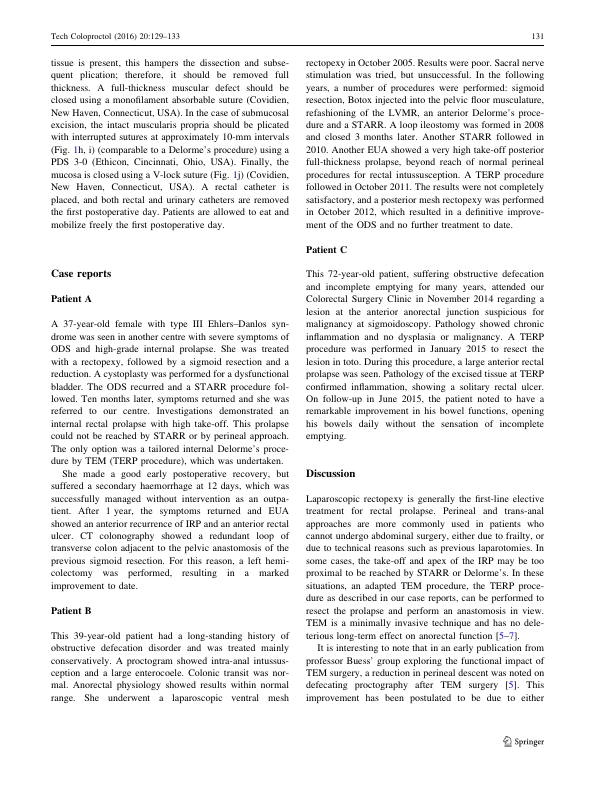 Tech Coloproctol (2016) 20:129–133
131
tissue is present, this hampers the dissection and subse-
quent plication; therefore, it should be removed full
thickness. A full-thickness muscular defect should be
closed using a monofilament absorbable suture (Covidien,
New Haven, Connecticut, USA). In the case of submucosal
excision, the intact muscularis propria should be plicated
with interrupted sutures at approximately 10-mm intervals
(Fig. 1h, i) (comparable to a Delorme's procedure) using a
PDS 3-0 (Ethicon, Cincinnati, Ohio, USA). Finally, the
mucosa is closed using a V-lock suture (Fig. 1j) (Covidien,
New Haven, Connecticut, USA). A rectal catheter is
placed, and both rectal and urinary catheters are removed
the first postoperative day. Patients are allowed to eat and
mobilize freely the first postoperative day.
Case reports
Patient A
A 37-year-old female with type III Ehlers–Danlos syn-
drome was seen in another centre with severe symptoms of
ODS and high-grade internal prolapse. She was treated
with a rectopexy, followed by a sigmoid resection and a
reduction. A cystoplasty was performed for a dysfunctional
bladder. The ODS recurred and a STARR procedure fol-
lowed. Ten months later, symptoms returned and she was
referred to our centre. Investigations demonstrated an
internal rectal prolapse with high take-off. This prolapse
could not be reached by STARR or by perineal approach.
The only option was a tailored internal Delorme's proce-
dure by TEM (TERP procedure), which was undertaken.
She made a good early postoperative recovery, but
suffered a secondary haemorrhage at 12 days, which was
successfully managed without intervention as an outpa-
tient. After 1 year, the symptoms returned and EUA
showed an anterior recurrence of IRP and an anterior rectal
ulcer. CT colonography showed a redundant loop of
transverse colon adjacent to the pelvic anastomosis of the
previous sigmoid resection. For this reason, a left hemi-
colectomy was performed, resulting in a marked
improvement to date.
Patient B
This 39-year-old patient had a long-standing history of
obstructive defecation disorder and was treated mainly
conservatively. A proctogram showed intra-anal intussus-
ception and a large enterocoele. Colonic transit was nor-
mal. Anorectal physiology showed results within normal
range. She underwent a laparoscopic ventral mesh
rectopexy in October 2005. Results were poor. Sacral nerve
stimulation was tried, but unsuccessful. In the following
years, a number of procedures were performed: sigmoid
resection, Botox injected into the pelvic floor musculature,
refashioning of the LVMR, an anterior Delorme's proce-
dure and a STARR. A loop ileostomy was formed in 2008
and closed 3 months later. Another STARR followed in
2010. Another EUA showed a very high take-off posterior
full-thickness prolapse, beyond reach of normal perineal
procedures for rectal intussusception. A TERP procedure
followed in October 2011. The results were not completely
satisfactory, and a posterior mesh rectopexy was performed
in October 2012, which resulted in a definitive improve-
ment of the ODS and no further treatment to date.
Patient C
This 72-year-old patient, suffering obstructive defecation
and incomplete emptying for many years, attended our
Colorectal Surgery Clinic in November 2014 regarding a
lesion at the anterior anorectal junction suspicious for
malignancy at sigmoidoscopy. Pathology showed chronic
inflammation and no dysplasia or malignancy. A TERP
procedure was performed in January 2015 to resect the
lesion in toto. During this procedure, a large anterior rectal
prolapse was seen. Pathology of the excised tissue at TERP
confirmed inflammation, showing a solitary rectal ulcer.
On follow-up in June 2015, the patient noted to have a
remarkable improvement in his bowel functions, opening
his bowels daily without the sensation of incomplete
emptying.
Discussion
Laparoscopic rectopexy is generally the first-line elective
treatment for rectal prolapse. Perineal and trans-anal
approaches are more commonly used in patients who
cannot undergo abdominal surgery, either due to frailty, or
due to technical reasons such as previous laparotomies. In
some cases, the take-off and apex of the IRP may be too
proximal to be reached by STARR or Delorme's. In these
situations, an adapted TEM procedure, the TERP proce-
dure as described in our case reports, can be performed to
resect the prolapse and perform an anastomosis in view.
TEM is a minimally invasive technique and has no dele-
terious long-term effect on anorectal function [5–7].
It is interesting to note that in an early publication from
professor Buess' group exploring the functional impact of
TEM surgery, a reduction in perineal descent was noted on
defecating proctography after TEM surgery [5]. This
improvement has been postulated to be due to either
Springer